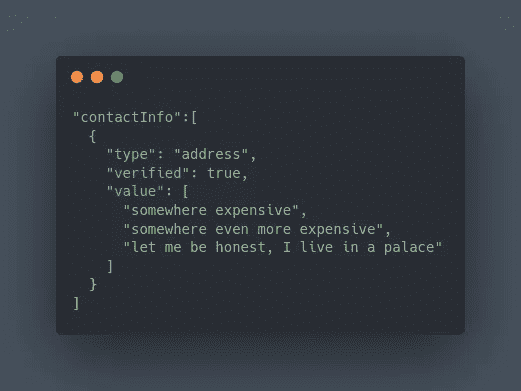 "contactInfo":[
  {
    "type": "address",
    "verified": true,
    "value": [
      "somewhere expensive",
      "somewhere even more expensive",
      "let me be honest, I live in a palace"
    ]
  }
]